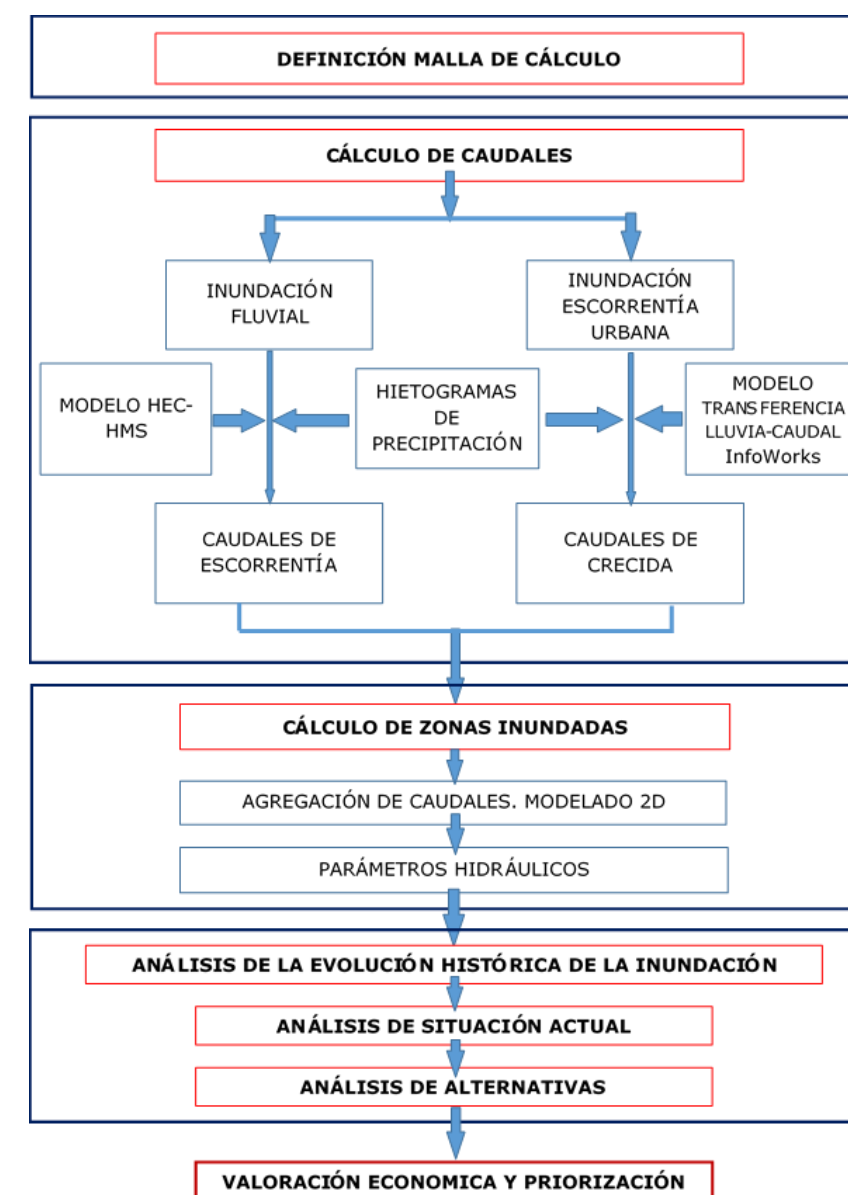 DEFINICIÓN MALLA DE CÁLCULO
CÁLCULO DE CAUDALES
INUNDACIÓN
FLUVIAL
INUNDACIÓN
ESCORRENTÍA
URBANA
MODELO HEC-
HMS
HIETOGRAMAS
DE
PRECIPITACIÓN
MODELO
TRANSFERENCIA
LLUVIA-CAUDAL
InfoWorks
CAUDALES DE
ESCORRENTÍA
CAUDALES DE
CRECIDA
CÁLCULO DE ZONAS INUNDADAS
AGREGACIÓN DE CAUDALES. MODELADO 2D
PARÁMETROS HIDRÁULICOS
ANÁLISIS DE LA EVOLUCIÓN HISTÓRICA DE LA INUNDACIÓN
ANÁLISIS DE SITUACIÓN ACTUAL
ANÁLISIS DE ALTERNATIVAS
VALORACIÓN ECONOMICA Y PRIORIZACIÓN